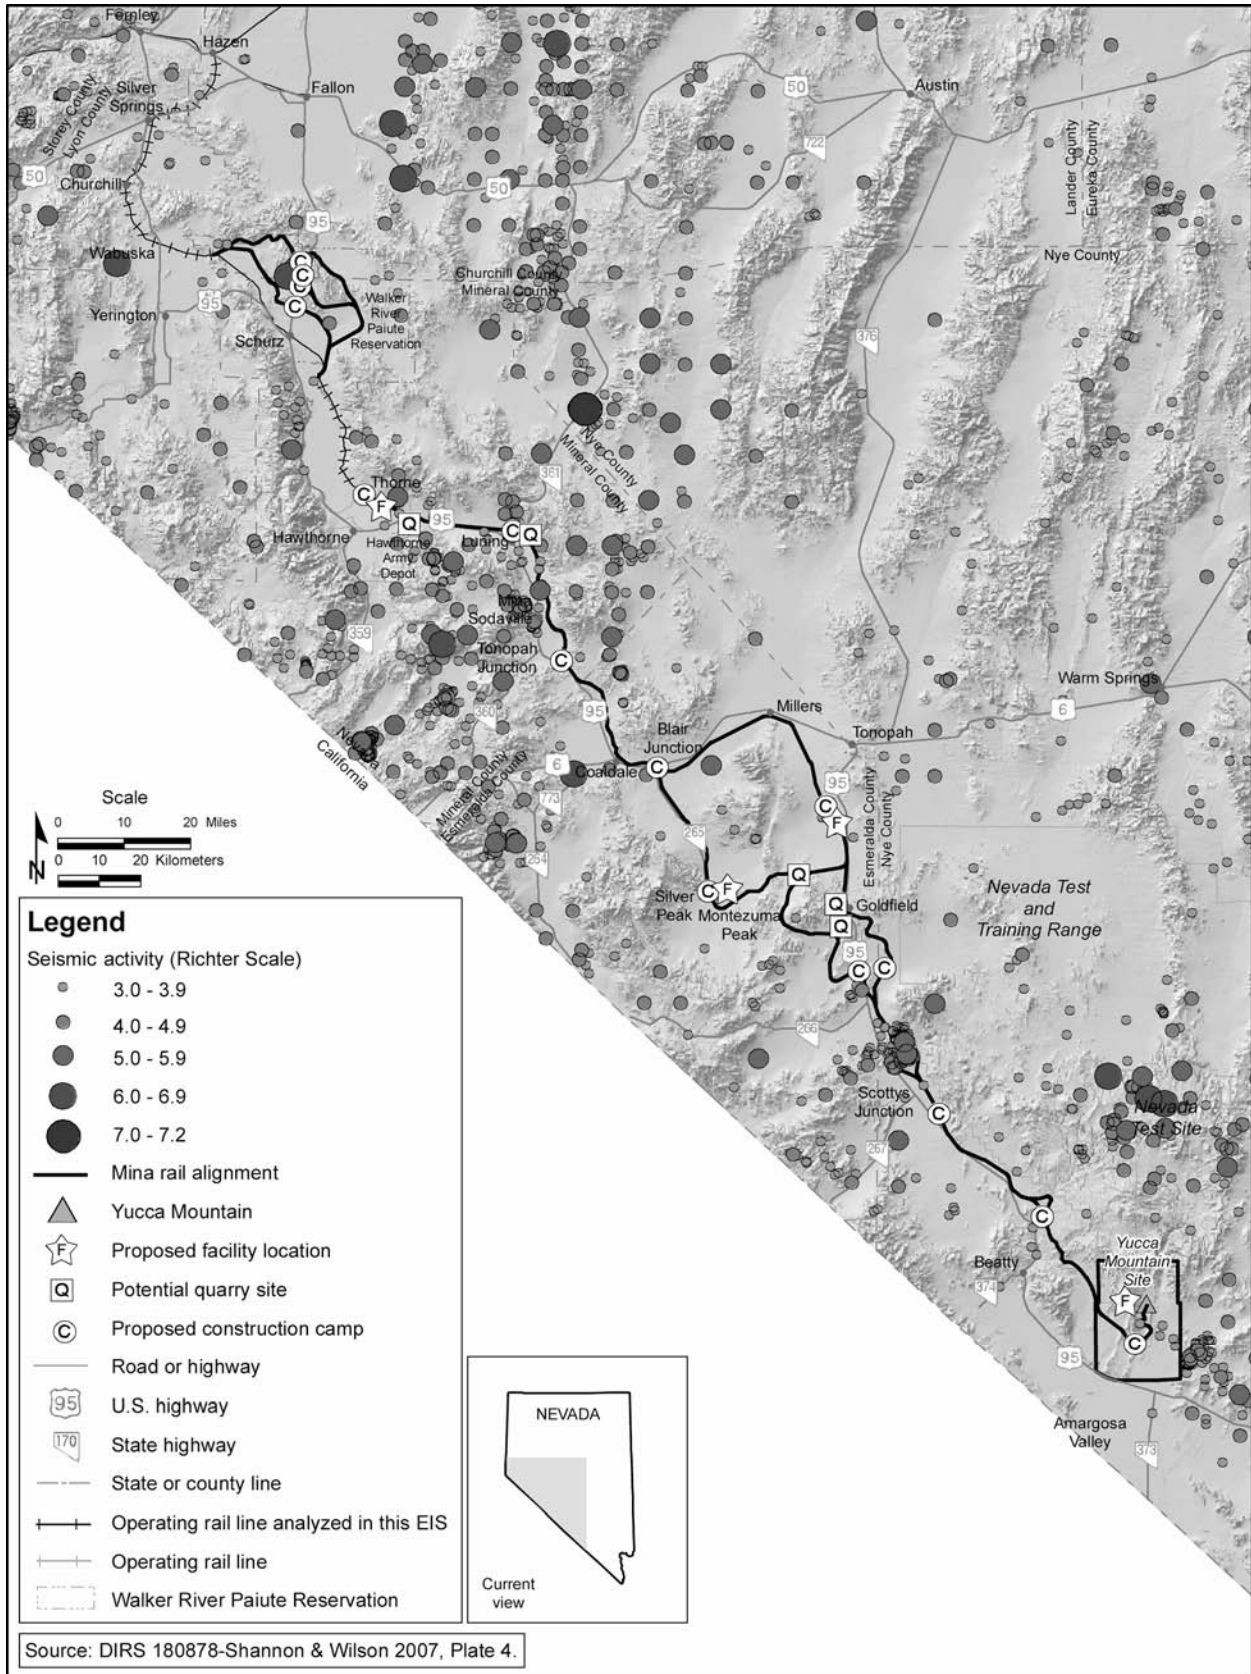 Fernley
Hazen
Silver
Springs
Fallon
Austin
50
50
50
722
Storey County
Lyon County
Lander County
Eureka County
Churchill
95
Wabuska
Nye County
Churchill County
Mineral County
95
Walker
River
Paiute
Reservation
Yerington
Schurz
376
Nye County
Mineral County
361
Thorne
95
Hawthorne
Hawthorne
Army
Depot
Luning
Mina
Sodaville
359
Tonopah
Junction
Warm Springs
360
95
Millers
6
Blair
Junction
Tonopah
Nevada
California
6
Coaldale
Mineral County
Esmeralda County
95
Esmeralda County
Nye County
773
265
264
Silver
Peak
Montezuma
Peak
Goldfield
Nevada Test
and
Training Range
95
266
Scottys
Junction
Nevada
Test Site
267
Beatty
Yucca
Mountain
Site
374
95
Amargosa
Valley
373
C
C
C
C
C
F
Q
C
Q
C
C
C
F
C
F
Q
Q
Q
C
C
C
C
F
C
Scale
0 10 20 Miles
0 10 20 Kilometers
N
Legend
Seismic activity (Richter Scale)
3.0 - 3.9
4.0 - 4.9
5.0 - 5.9
6.0 - 6.9
7.0 - 7.2
Mina rail alignment
Yucca Mountain
F Proposed facility location
Q Potential quarry site
C Proposed construction camp
Road or highway
95 U.S. highway
170 State highway
State or county line
Operating rail line analyzed in this EIS
Operating rail line
Walker River Paiute Reservation
NEVADA
Current
view
Source: DIRS 180878-Shannon & Wilson 2007, Plate 4.